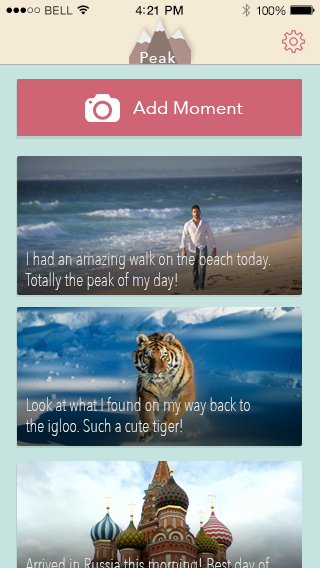 BELL 4:21 PM 100%
Peak
Add Moment
I had an amazing walk on the beach today.
Totally the peak of my day!
Look at what I found on my way back to
the igloo. Such a cute tiger!
Arrived in Russia this morning! Best day of